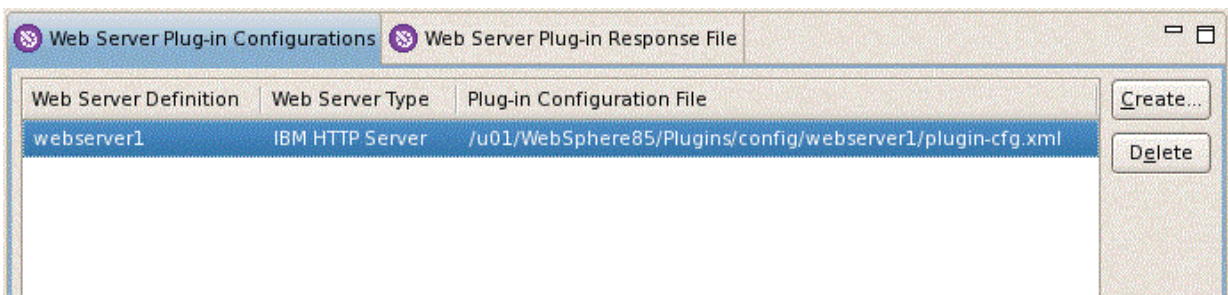 Web Server Plug-in Configurations Web Server Plug-in Response File
Web Server Definition Web Server Type Plug-in Configuration File Create...
webserver1 IBM HTTP Server /u01/WebSphere85/Plugins/config/webserver1/plugin-cfg.xml
Delete